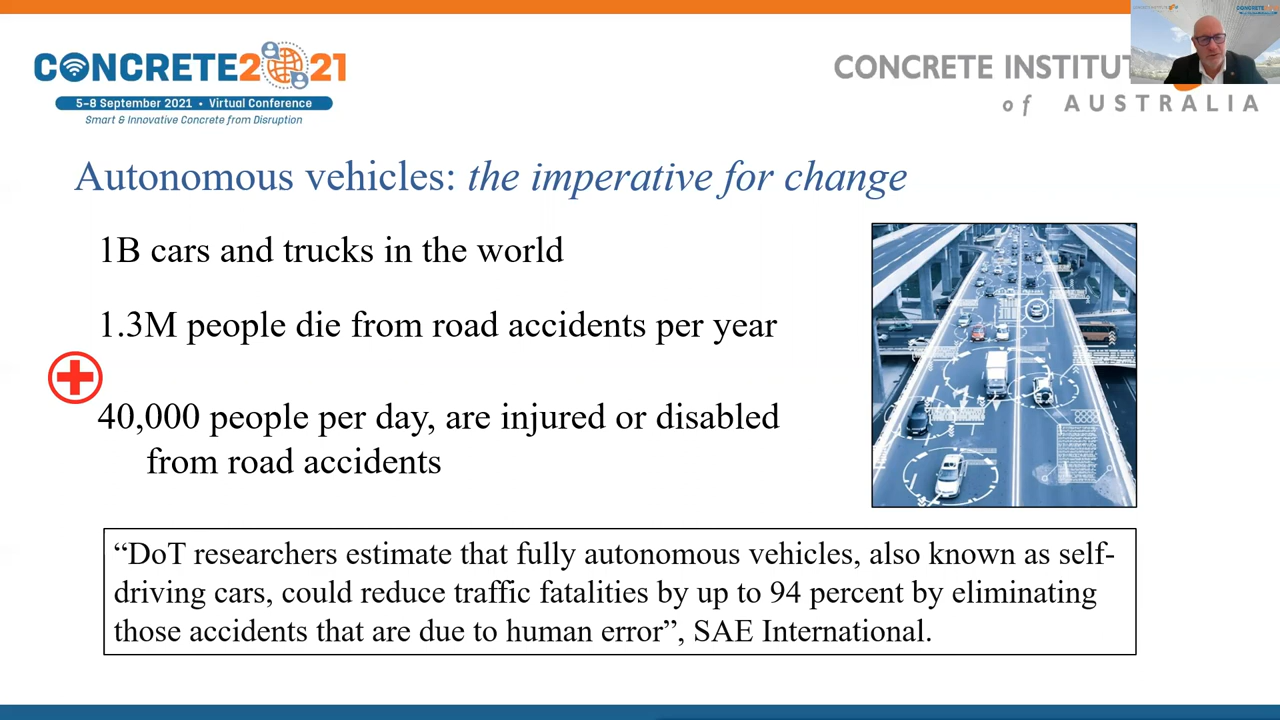 CONCRETE2021
5–8 September 2021 • Virtual Conference
Smart & Innovative Concrete from Disruption
CONCRETE
of AUSTRALIA
Autonomous vehicles: the imperative for change
1B cars and trucks in the world
1.3M people die from road accidents per year
40,000 people per day, are injured or disabled
from road accidents
“DoT researchers estimate that fully autonomous vehicles, also known as self-
driving cars, could reduce traffic fatalities by up to 94 percent by eliminating
those accidents that are due to human error”, SAE International.